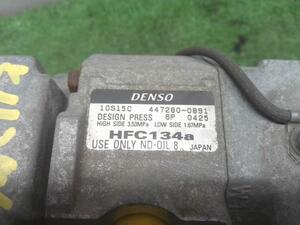 DENSO
10S15C 447280-0891
DESIGN PRESS 6P 0425
HIGH SIDE 3.53MPa LOW SIDE 1.67MPa
HFC134a
USE ONLY ND-OIL 8 JAPAN